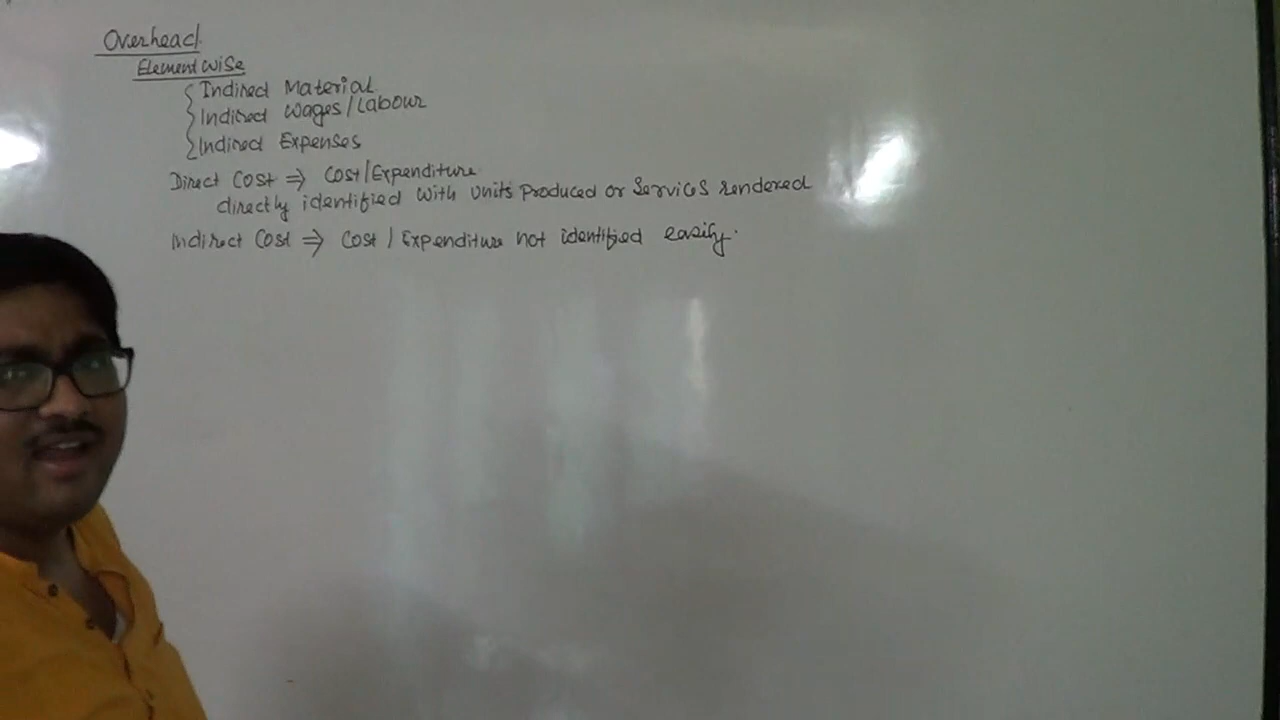 Overhead
Element wise
Indirect Material
Indirect Wages/Labour
Indirect Expenses
Direct Cost ⇒ Cost/Expenditure
directly identified with units produced or services rendered
Indirect Cost ⇒ Cost / Expenditure not identified easily.